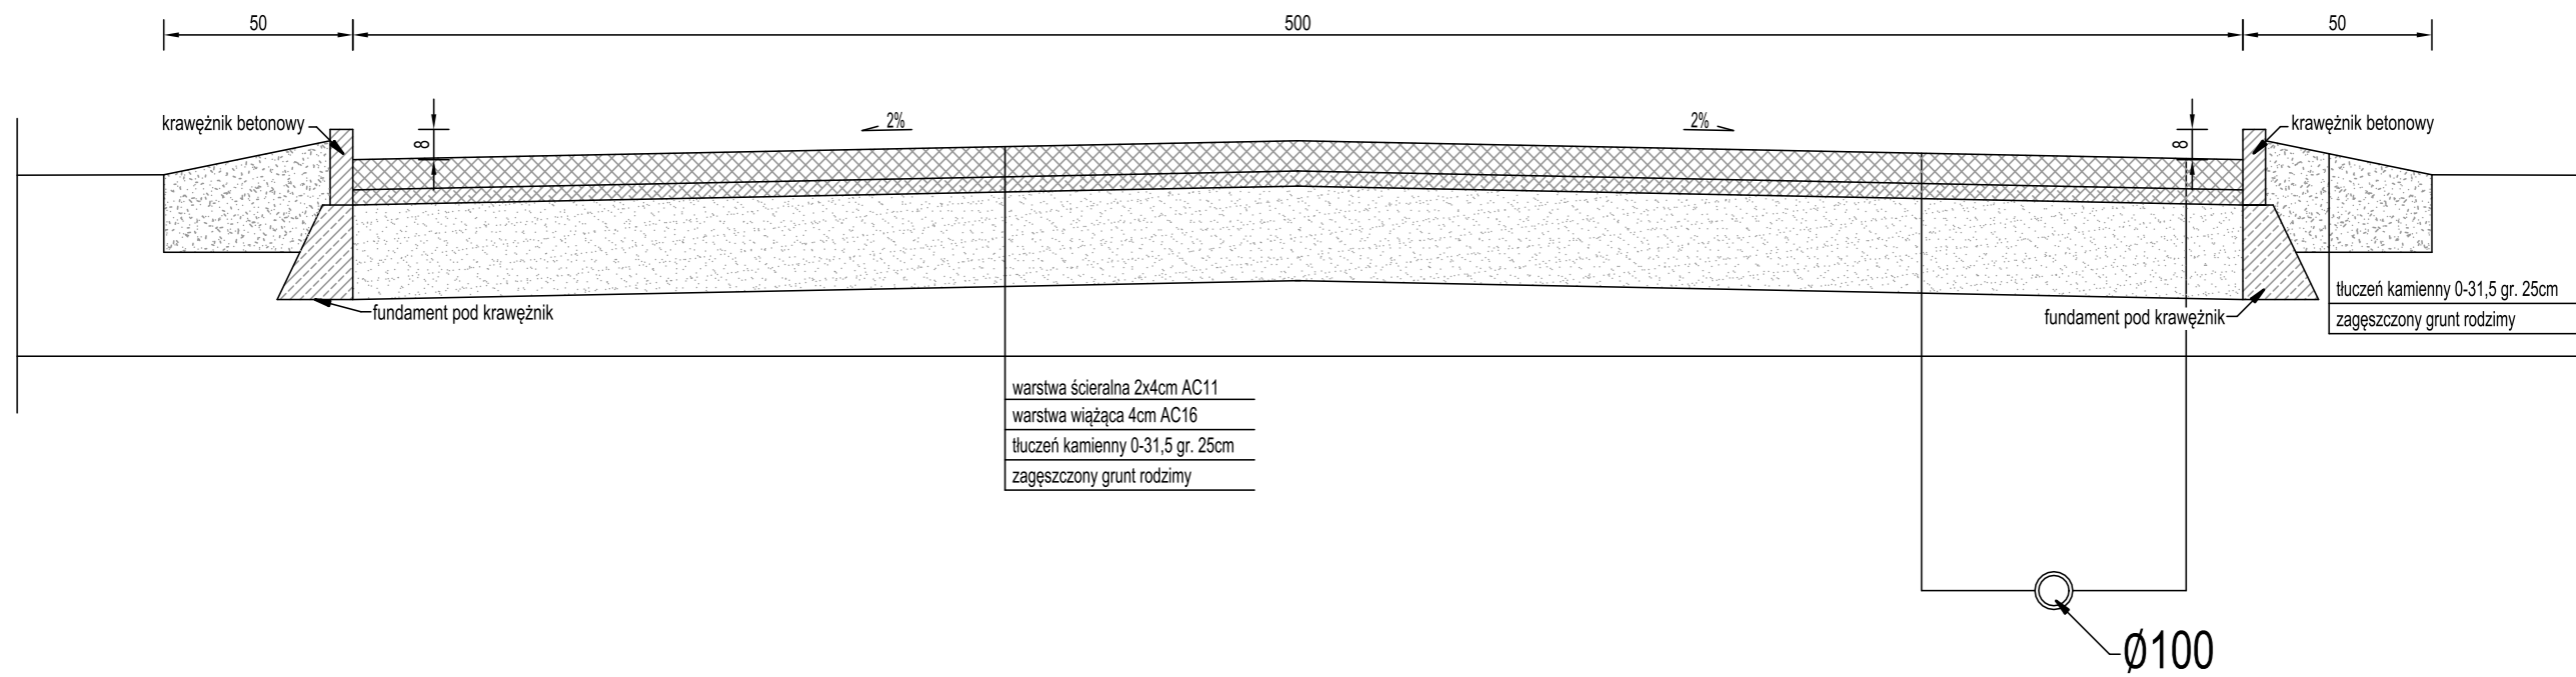 50
500
50
krawężnik betonowy
8
2%
2%
8
krawężnik betonowy
fundament pod krawężnik
fundament pod krawężnik
tłuczeń kamienny 0-31,5 gr. 25cm
zagęszczony grunt rodzimy
warstwa ścieralna 2x4cm AC11
warstwa wiążąca 4cm AC16
tłuczeń kamienny 0-31,5 gr. 25cm
zagęszczony grunt rodzimy
Ø100